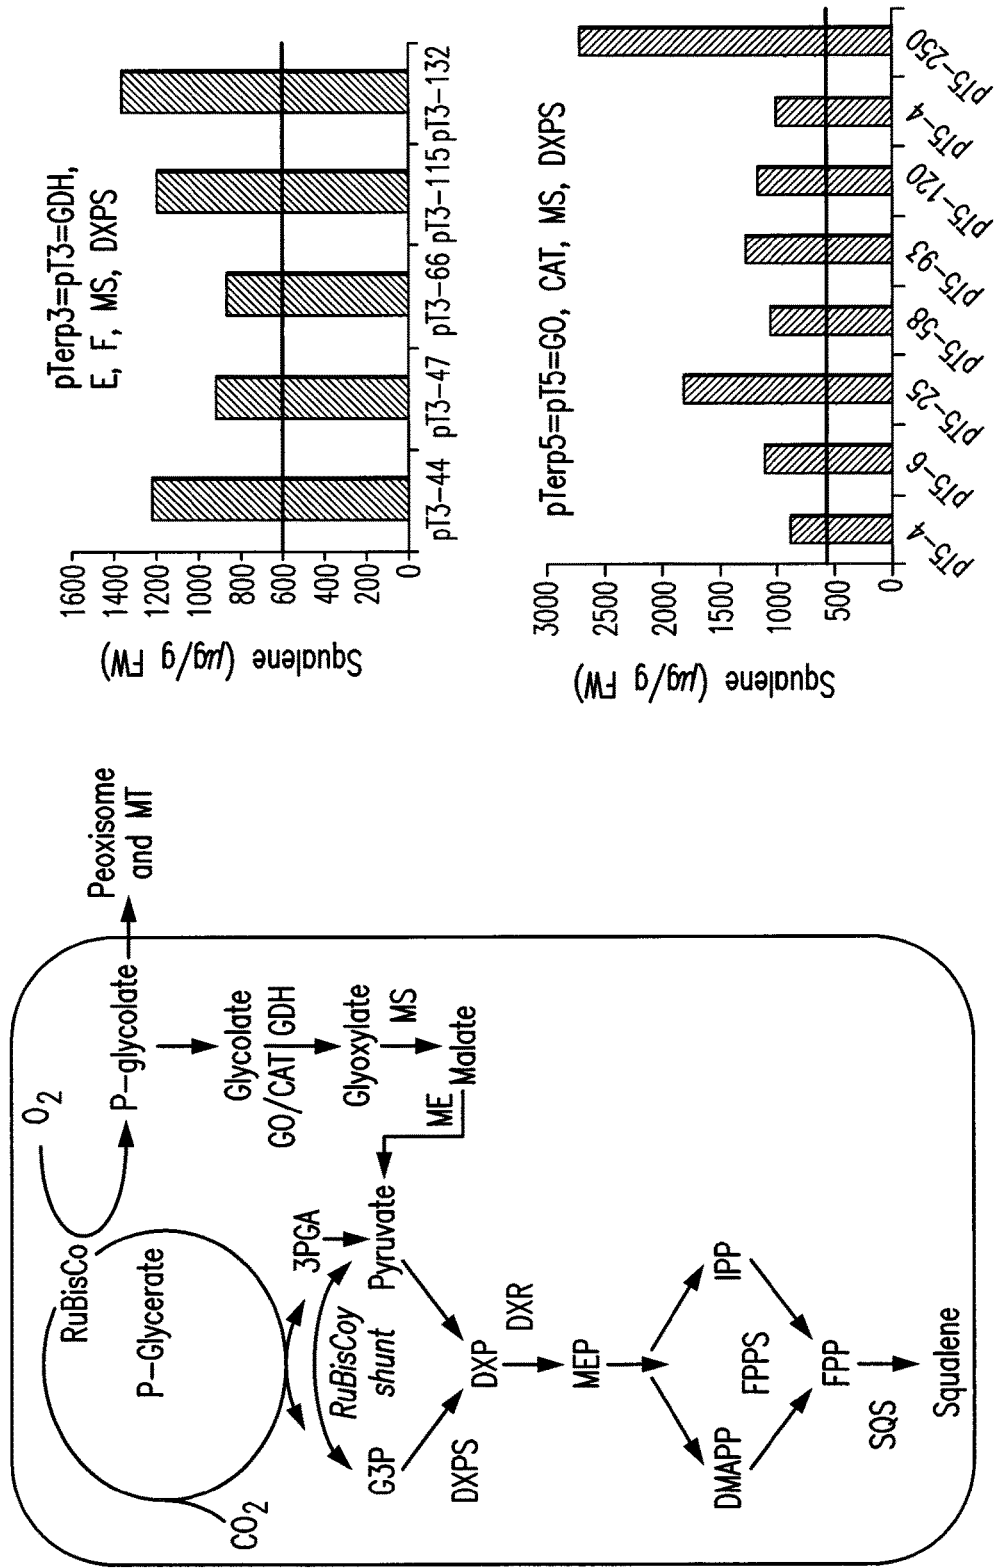 O2
RuBisCo
P-Glycerate
CO2
P-glycolate
Peoxisome
and MT
Glycolate
GO/CAT GDH
Glyoxylate
MS
Malate
ME
3PGA
Pyruvate
RuBisCoy
shunt
G3P
DXPS
DXP
DXR
MEP
DMAPP
IPP
FPPS
FPP
SQS
Squalene
pTerp3=pT3=GDH,
E, F, MS, DXPS
Squalene (µg/g FW)
1600
1400
1200
1000
800
600
400
200
0
pT3-44 pT3-47 pT3-66 pT3-115 pT3-132
pTerp5=pT5=GO, CAT, MS, DXPS
Squalene (µg/g FW)
3000
2500
2000
1500
1000
500
0
pT5-4 pT5-6 pT5-25 pT5-58 pT5-93 pT5-120 pT5-4 pT5-250